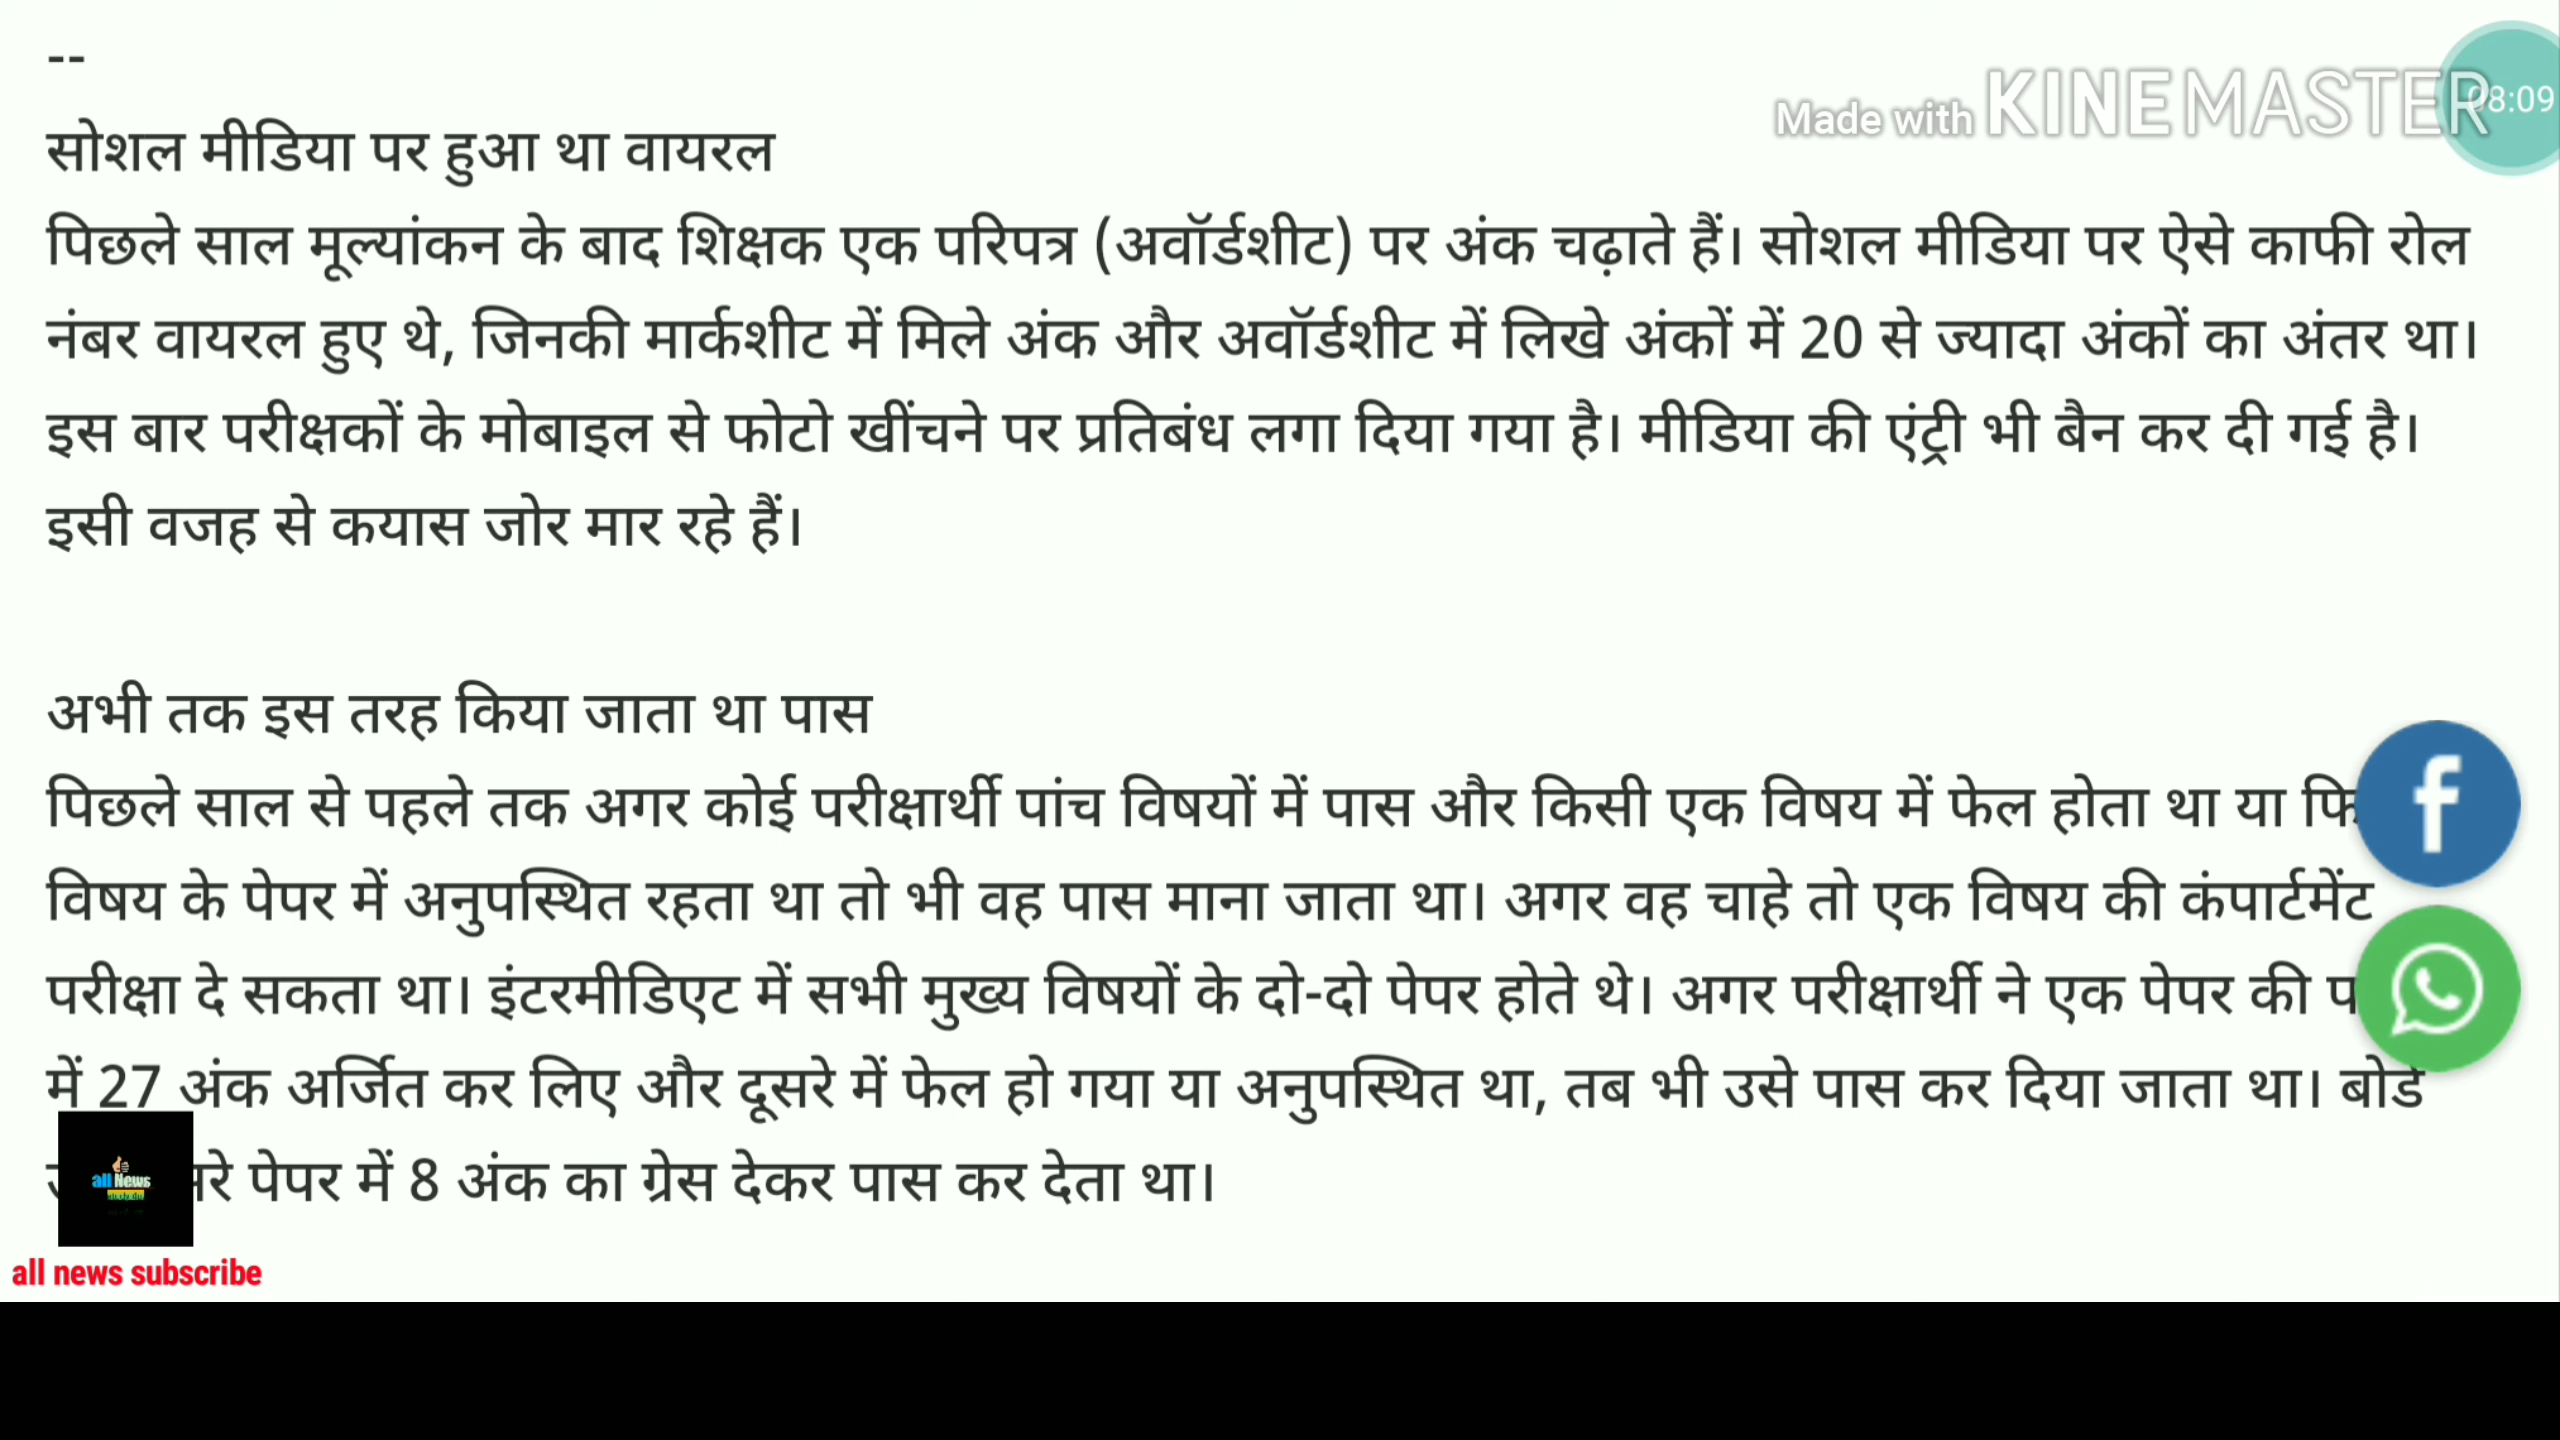 --
Made with KINEMASTER
08:09
सोशल मीडिया पर हुआ था वायरल
पिछले साल मूल्यांकन के बाद शिक्षक एक परिपत्र (अवॉर्डशीट) पर अंक चढ़ाते हैं। सोशल मीडिया पर ऐसे काफी रोल
नंबर वायरल हुए थे, जिनकी मार्कशीट में मिले अंक और अवॉर्डशीट में लिखे अंकों में 20 से ज्यादा अंकों का अंतर था।
इस बार परीक्षकों के मोबाइल से फोटो खींचने पर प्रतिबंध लगा दिया गया है। मीडिया की एंट्री भी बैन कर दी गई है।
इसी वजह से कयास जोर मार रहे हैं।
अभी तक इस तरह किया जाता था पास
पिछले साल से पहले तक अगर कोई परीक्षार्थी पांच विषयों में पास और किसी एक विषय में फेल होता था या
विषय के पेपर में अनुपस्थित रहता था तो भी वह पास माना जाता था। अगर वह चाहे तो एक विषय की कंपार्टमेंट
परीक्षा दे सकता था। इंटरमीडिएट में सभी मुख्य विषयों के दो-दो पेपर होते थे। अगर परीक्षार्थी ने एक पेपर की
में 27 अंक अर्जित कर लिए और दूसरे में फेल हो गया या अनुपस्थित था, तब भी उसे पास कर दिया जाता था। बोर्ड
पेपर में 8 अंक का ग्रेस देकर पास कर देता था।
all News
all news subscribe